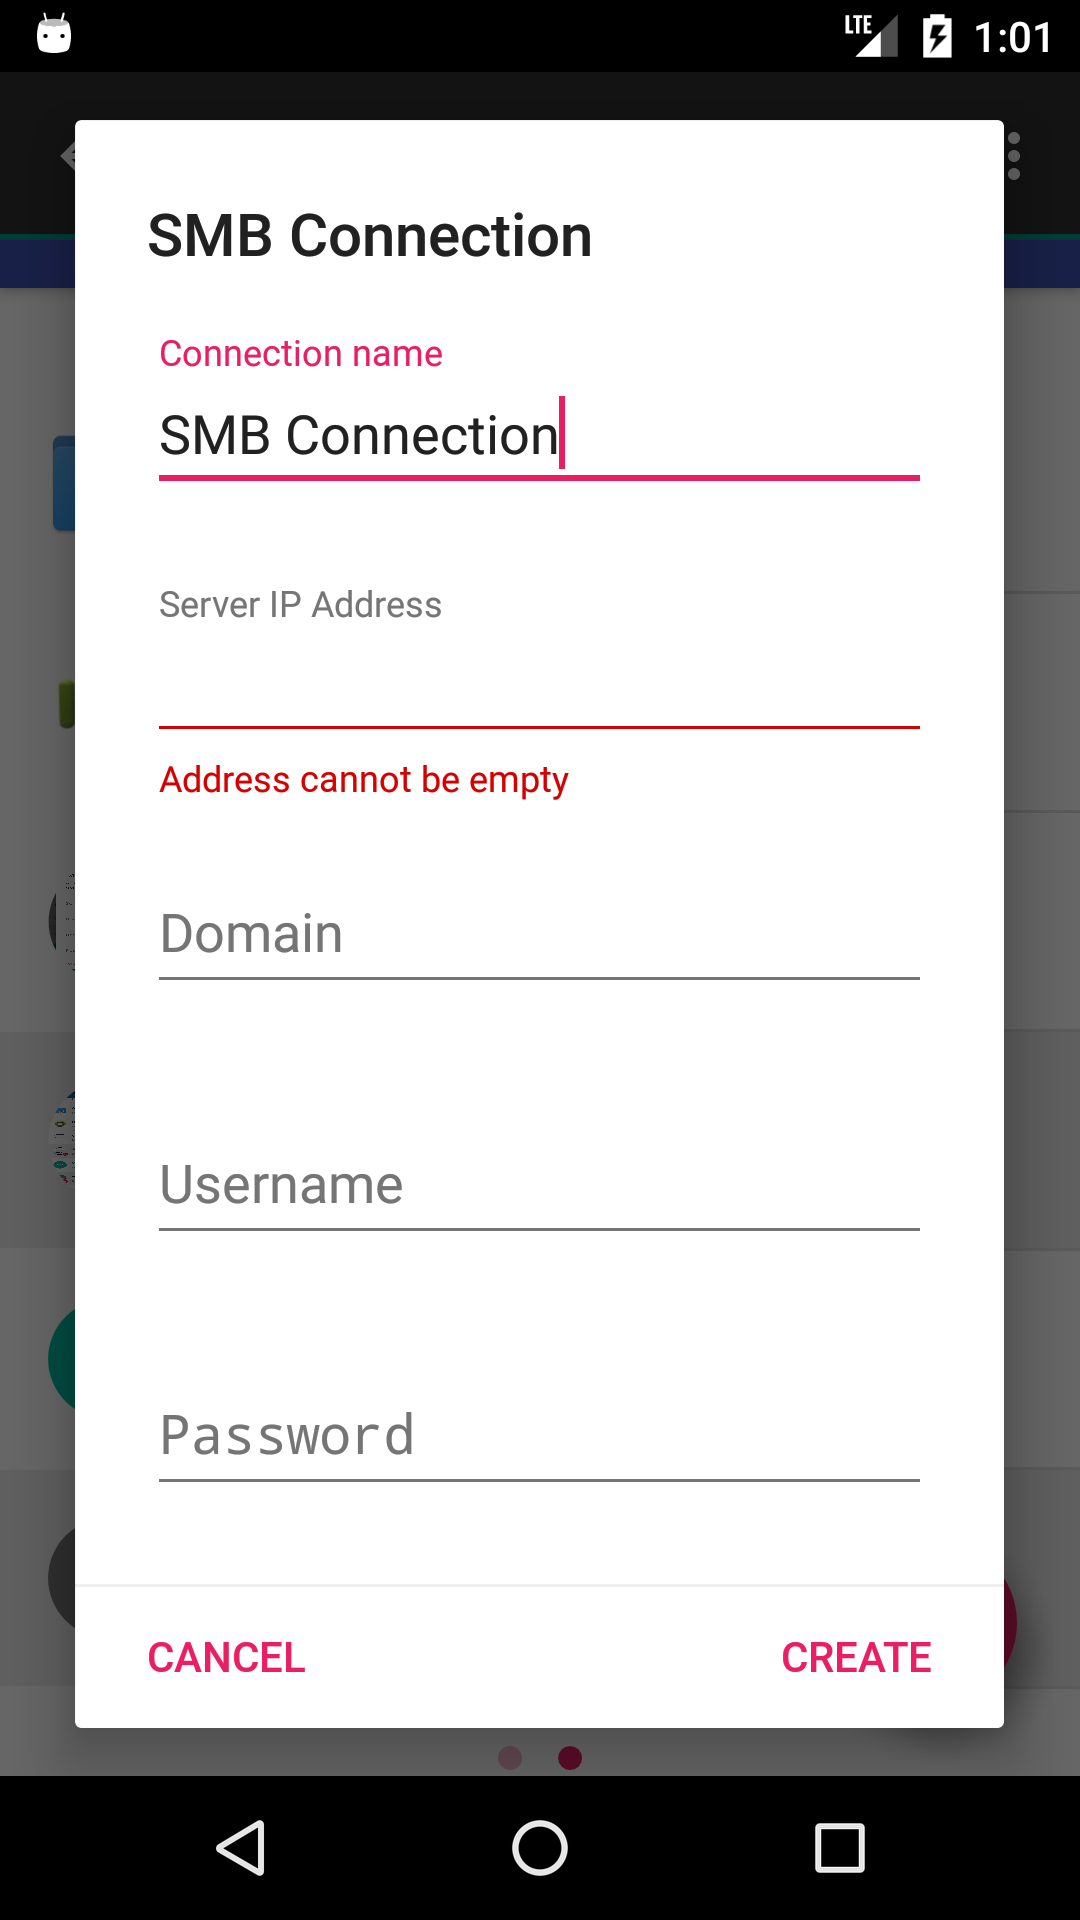 LTE 1:01
SMB Connection
Connection name
SMB Connection
Server IP Address
Address cannot be empty
Domain
Username
Password
CANCEL CREATE